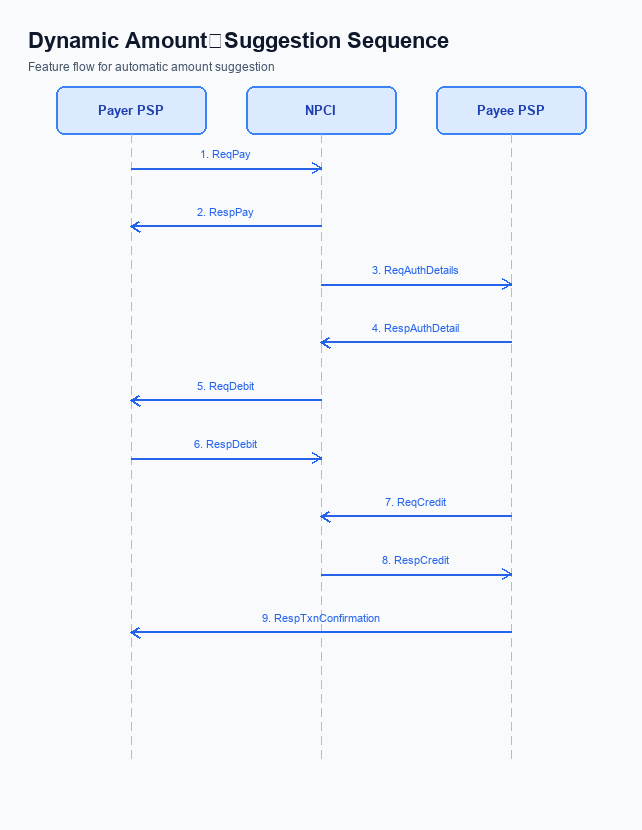 Dynamic Amount□Suggestion Sequence
Feature flow for automatic amount suggestion
Payer PSP
NPCI
Payee PSP
1. ReqPay
2. RespPay
3. ReqAuthDetails
4. RespAuthDetail
5. ReqDebit
6. RespDebit
7. ReqCredit
8. RespCredit
9. RespTxnConfirmation